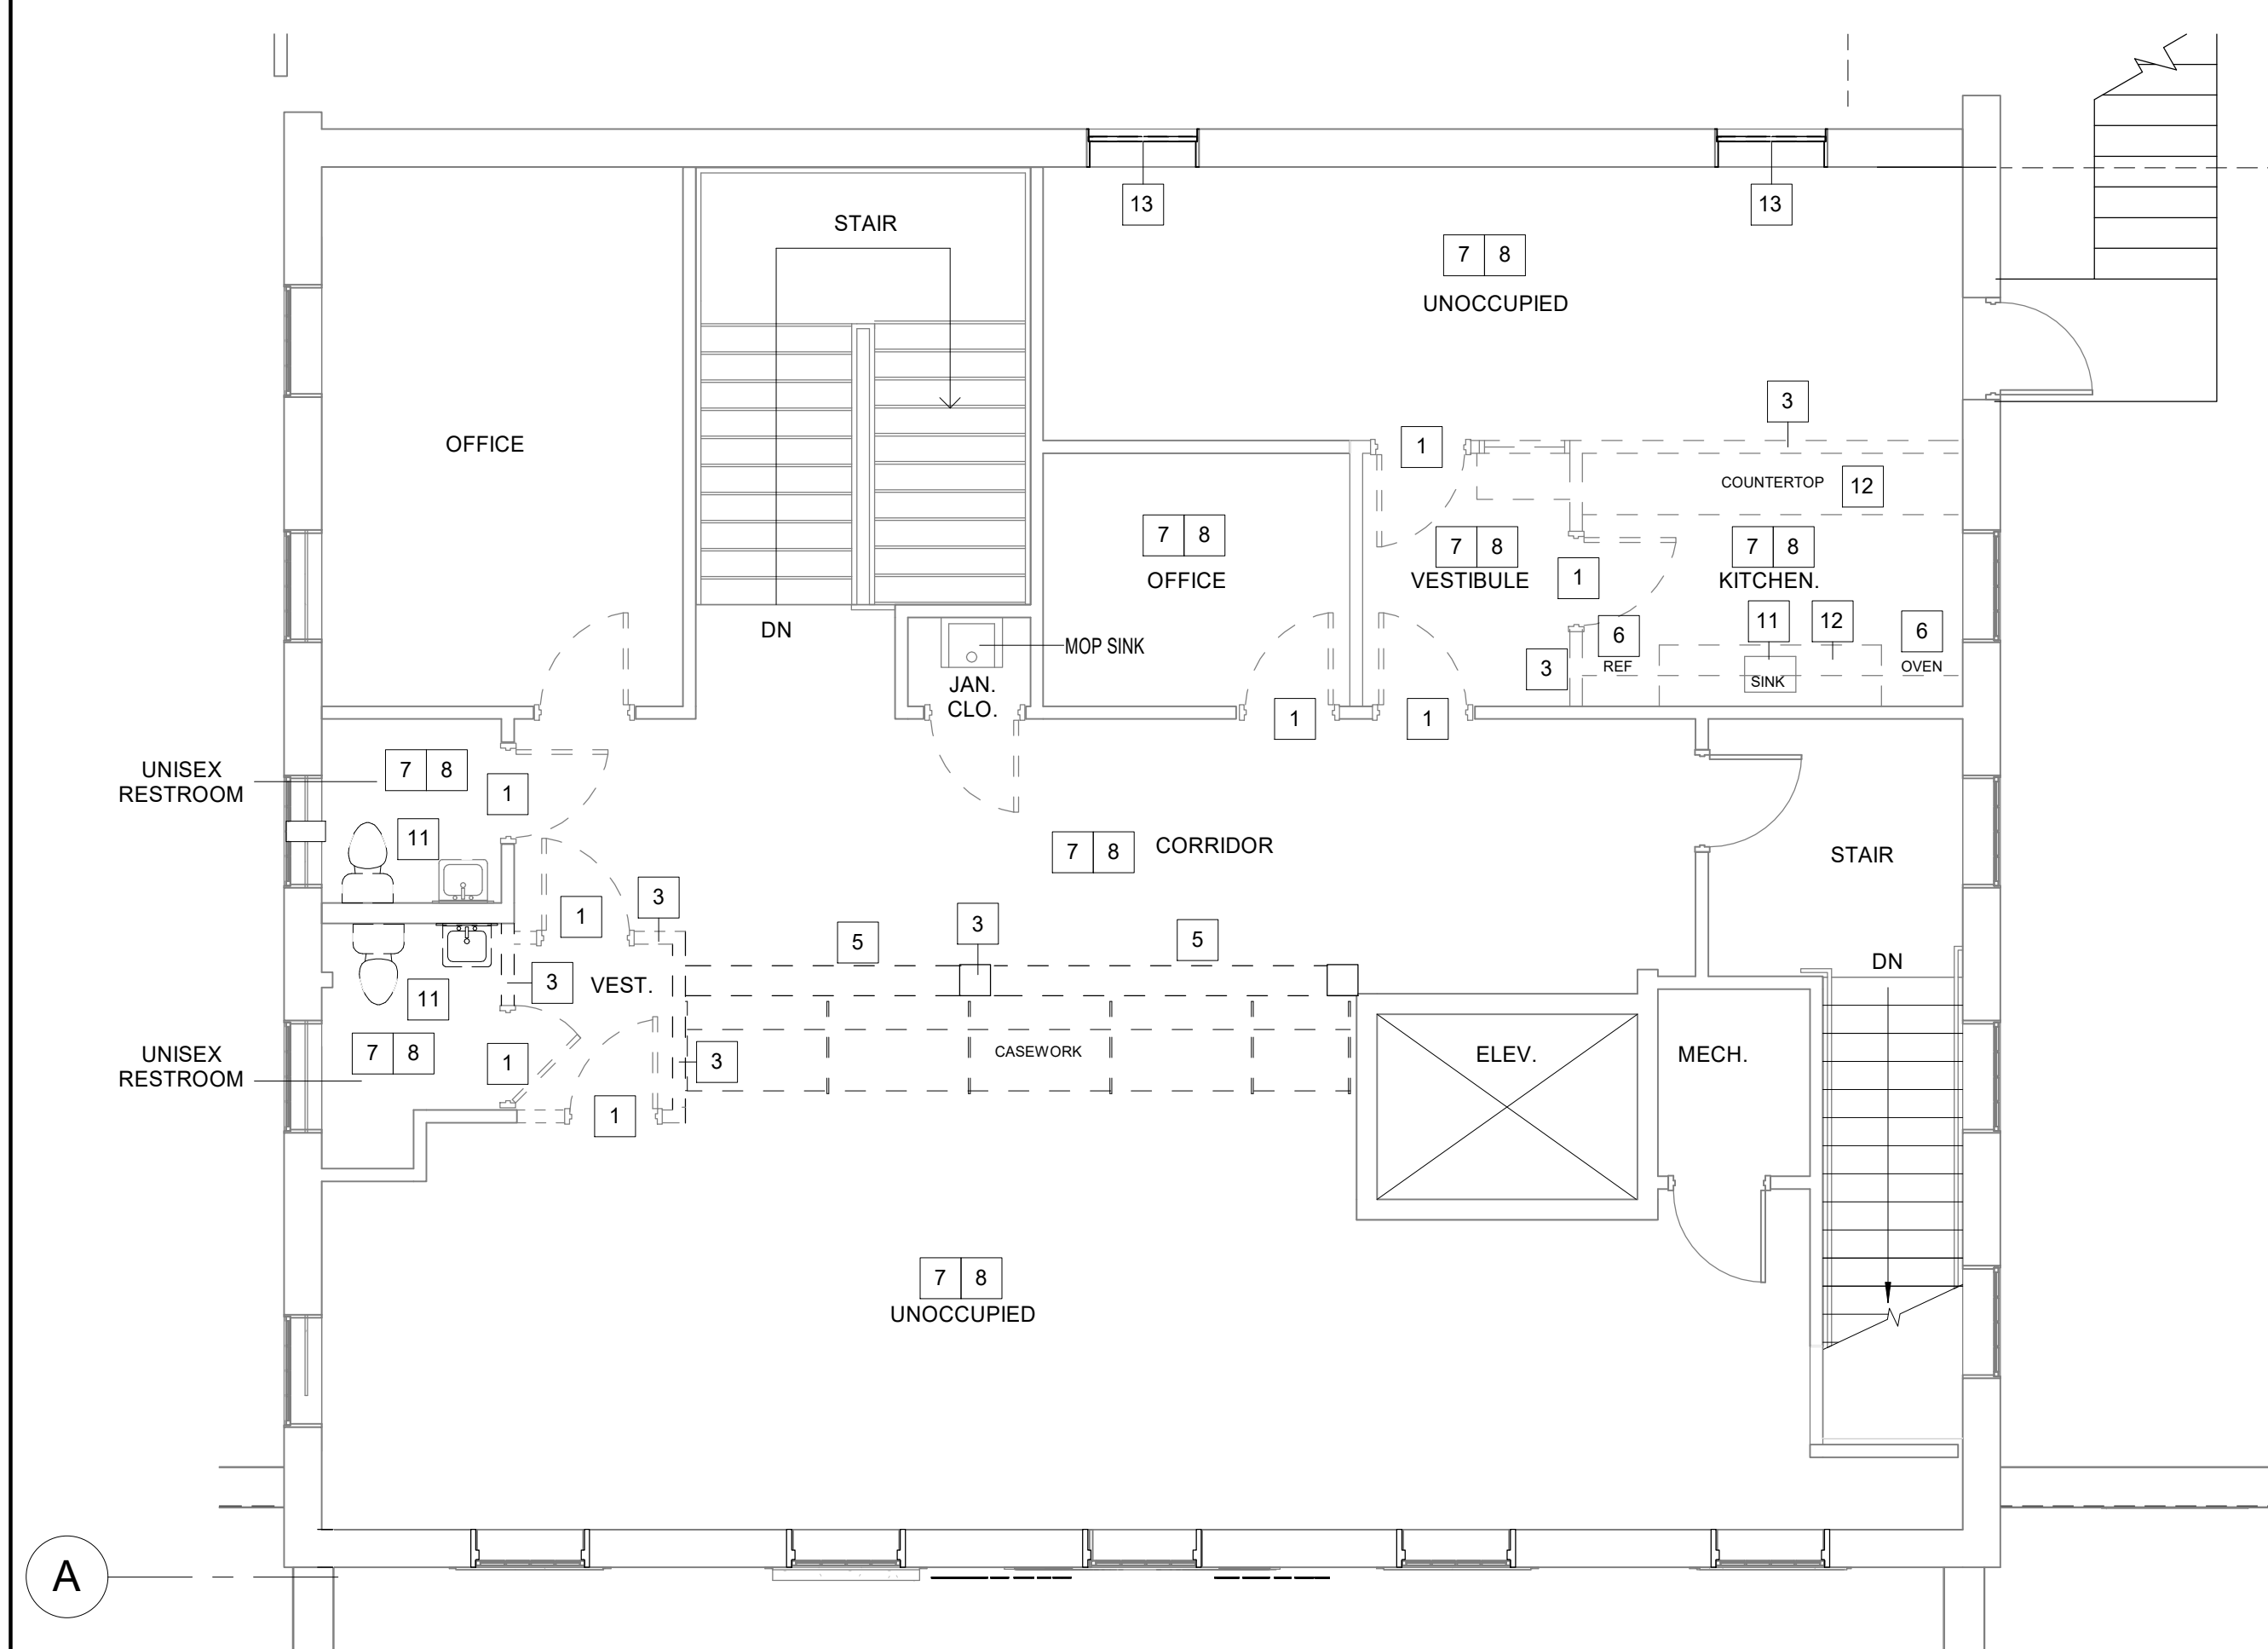 13
13
STAIR
7 8
UNOCCUPIED
3
OFFICE
1
COUNTERTOP 12
7 8
OFFICE
7 8
VESTIBULE
1
7 8
KITCHEN.
DN
MOP SINK
JAN.
CLO.
6
REF
3
11
12
SINK
6
OVEN
1
1
UNISEX
RESTROOM
7 8
1
11
7 8
CORRIDOR
STAIR
3
1
3
5
5
3
VEST.
11
DN
UNISEX
RESTROOM
7 8
1
3
CASEWORK
ELEV.
MECH.
1
7 8
UNOCCUPIED
A